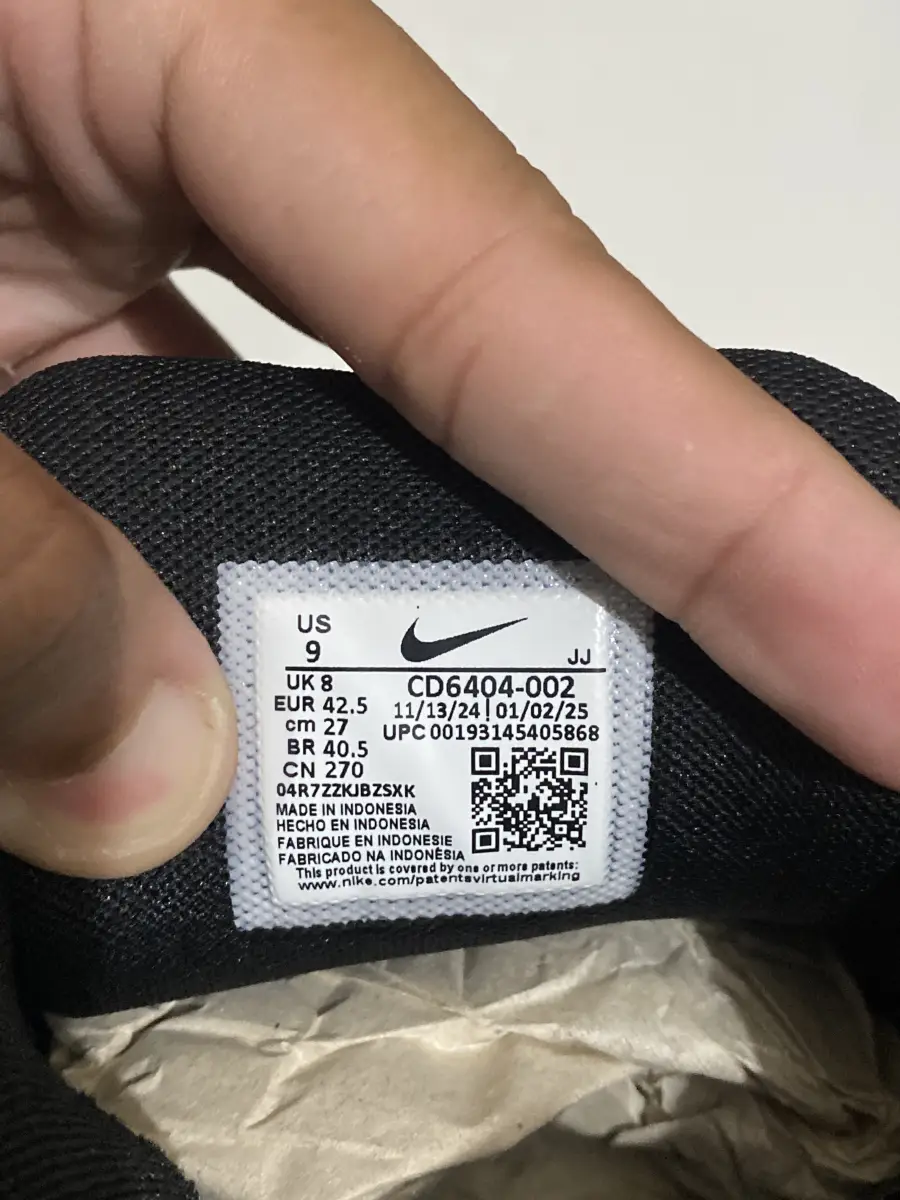 US
9
JJ
UK 8
EUR 42.5
cm 27
BR 40.5
CN 270
CD6404-002
11/13/24|01/02/25
UPC 00193145405868
04R7ZZKJBZSXK
MADE IN INDONESIA
HECHO EN INDONESIA
FABRIQUE EN INDONESIE
FABRICADO NA INDONÉSIA
This product is covered by one or more patents:
www.nike.com/patentsvirtualmarking